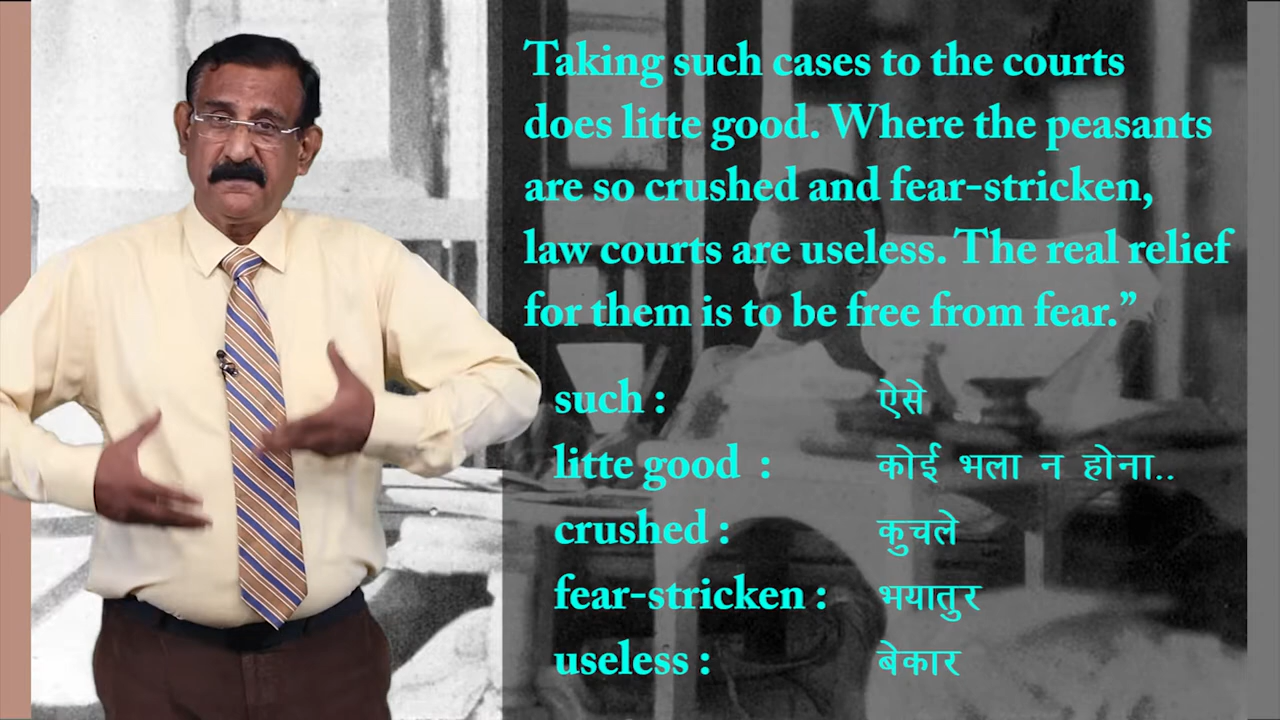 Taking such cases to the courts
does litte good. Where the peasants
are so crushed and fear-stricken,
law courts are useless. The real relief
for them is to be free from fear.”
such : ऐसे
litte good : कोई भला न होना..
crushed : कुचले
fear-stricken : भयातुर
useless : बेकार